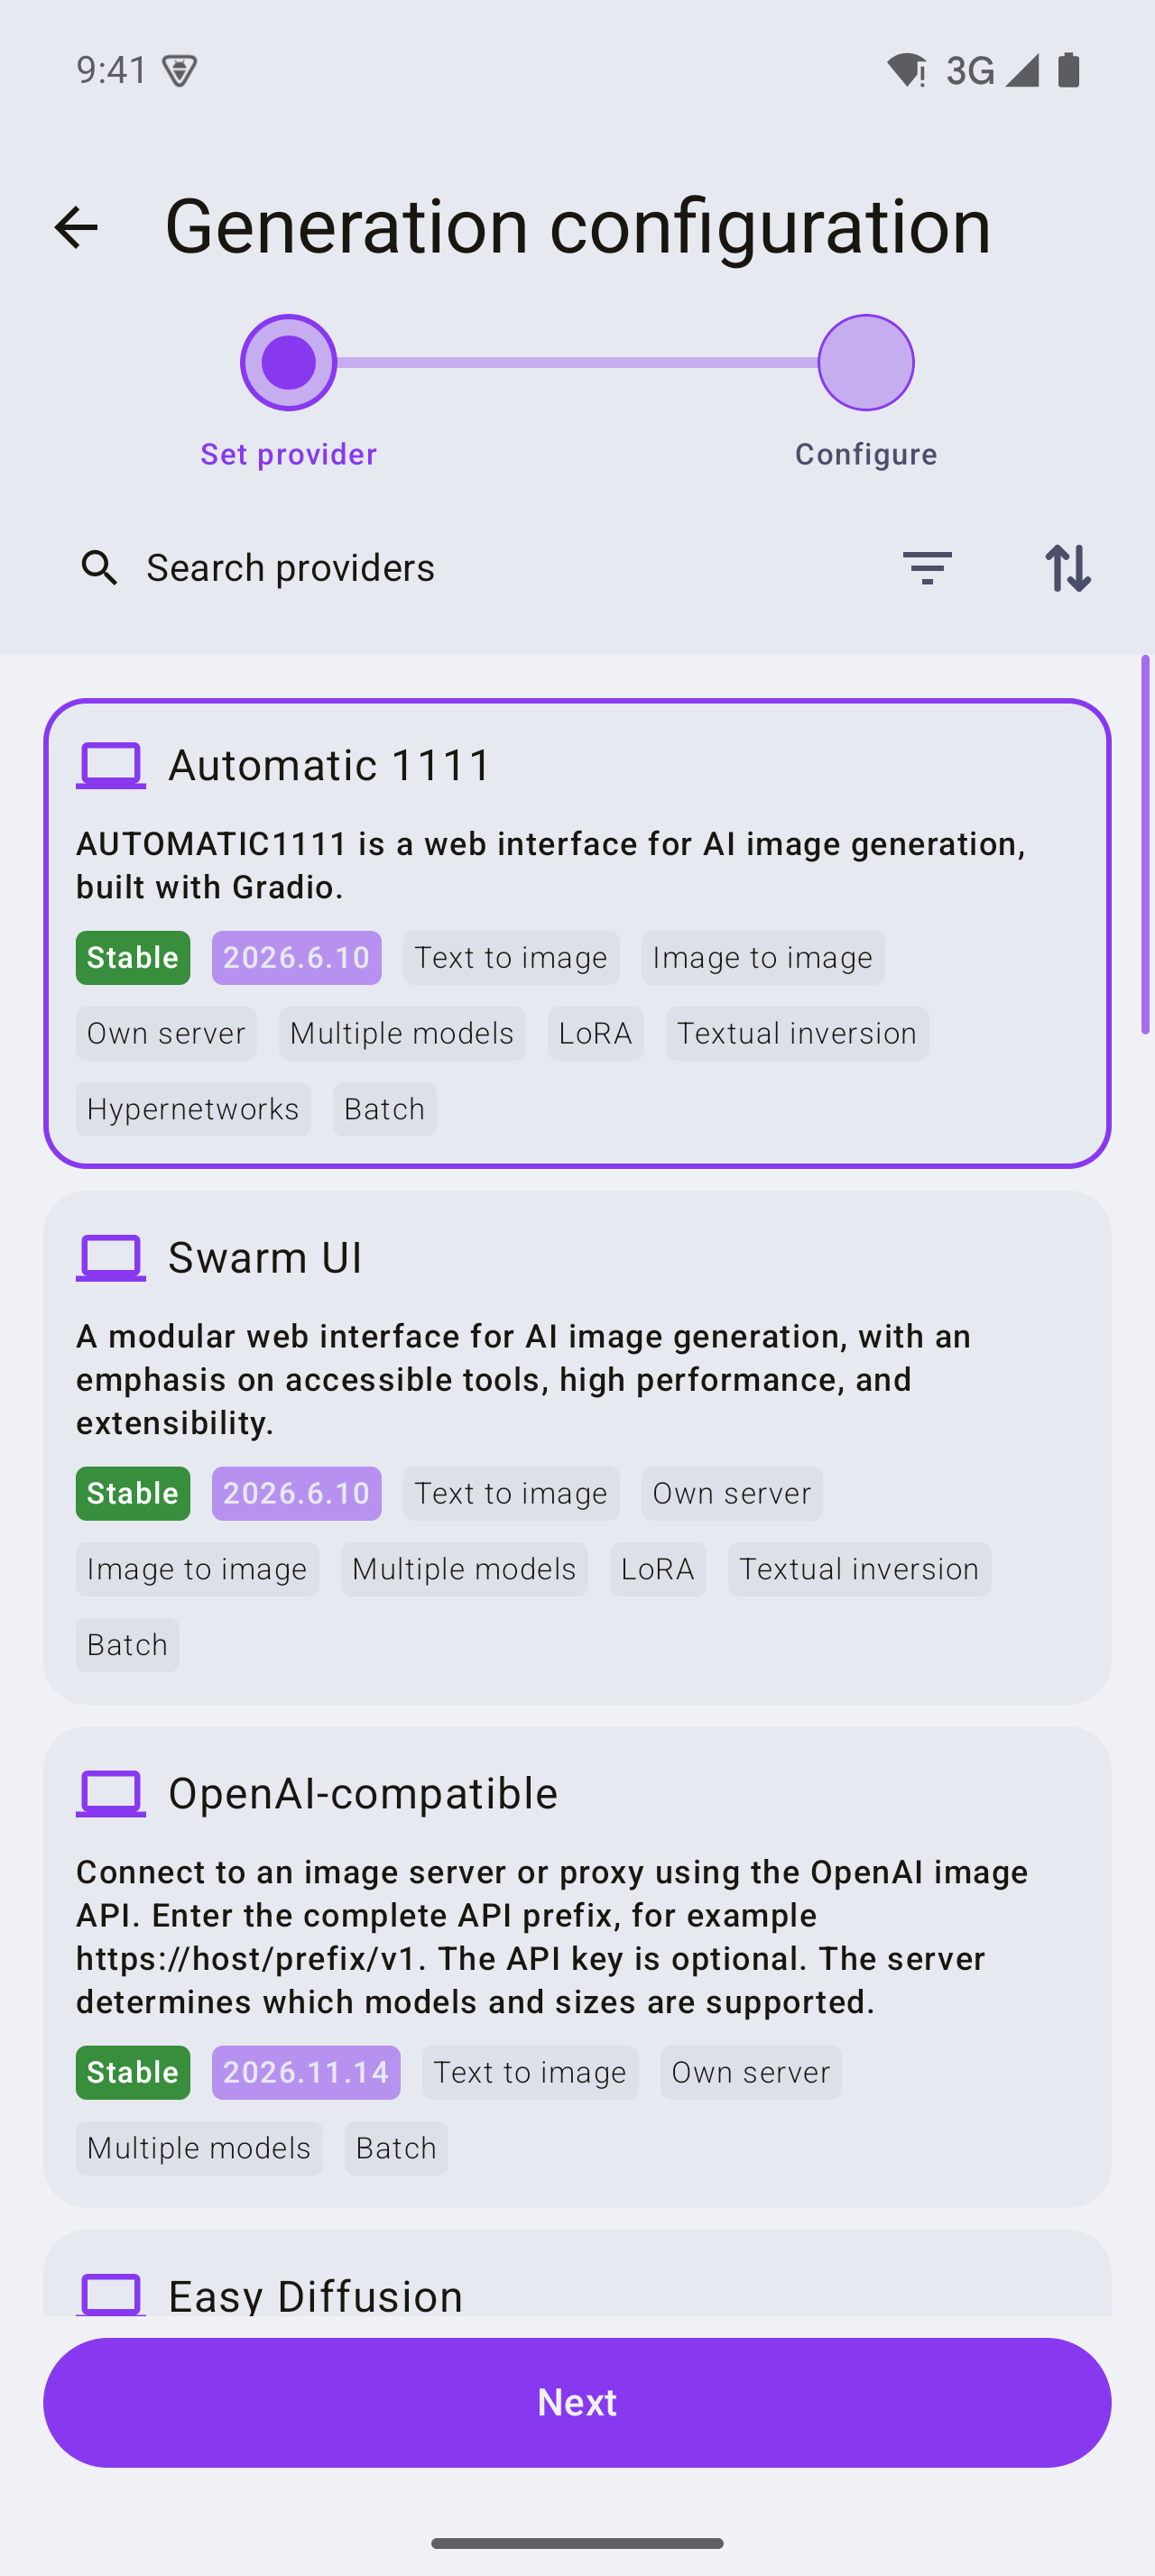 9:41
3G
Generation configuration
Set provider
Configure
Search providers
Automatic 1111
AUTOMATIC1111 is a web interface for AI image generation,
built with Gradio.
Stable 2026.6.10 Text to image Image to image
Own server Multiple models LoRA Textual inversion
Hypernetworks Batch
Swarm UI
A modular web interface for AI image generation, with an
emphasis on accessible tools, high performance, and
extensibility.
Stable 2026.6.10 Text to image Own server
Image to image Multiple models LoRA Textual inversion
Batch
OpenAI-compatible
Connect to an image server or proxy using the OpenAI image
API. Enter the complete API prefix, for example
https://host/prefix/v1. The API key is optional. The server
determines which models and sizes are supported.
Stable 2026.11.14 Text to image Own server
Multiple models Batch
Easy Diffusion
Next